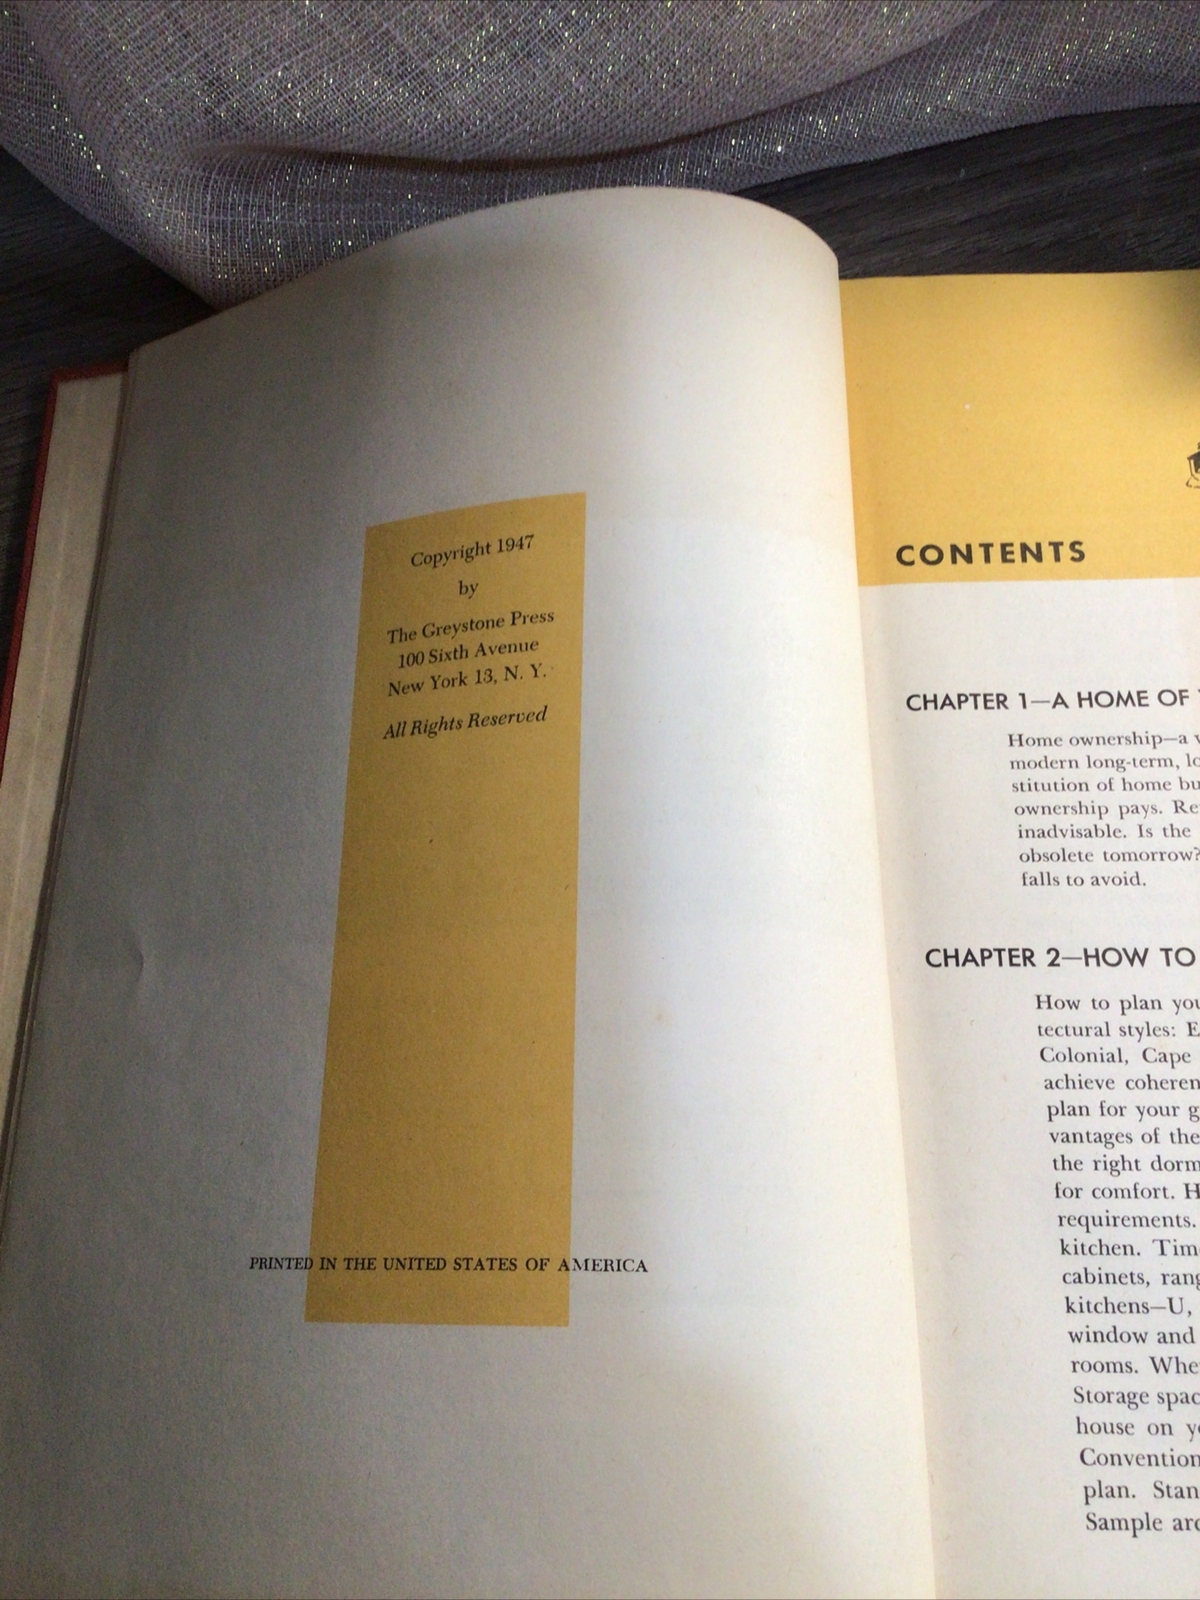 Copyright 1947
by
The Greystone Press
100 Sixth Avenue
New York 13, N. Y.
All Rights Reserved
PRINTED IN THE UNITED STATES OF AMERICA
CONTENTS
CHAPTER 1—A HOME OF
Home ownership—a
modern long-term,
stitution of home
ownership pays.
inadvisable. Is the
obsolete tomorrow?
falls to avoid.
CHAPTER 2—HOW TO
How to plan
tectural styles:
Colonial, Cape
achieve
plan for your
vantages of the
the right
for comfort.
requirements.
kitchen.
cabinets,
kitchens—U,
window and
rooms.
Storage
house on
Convention
plan.
Sample